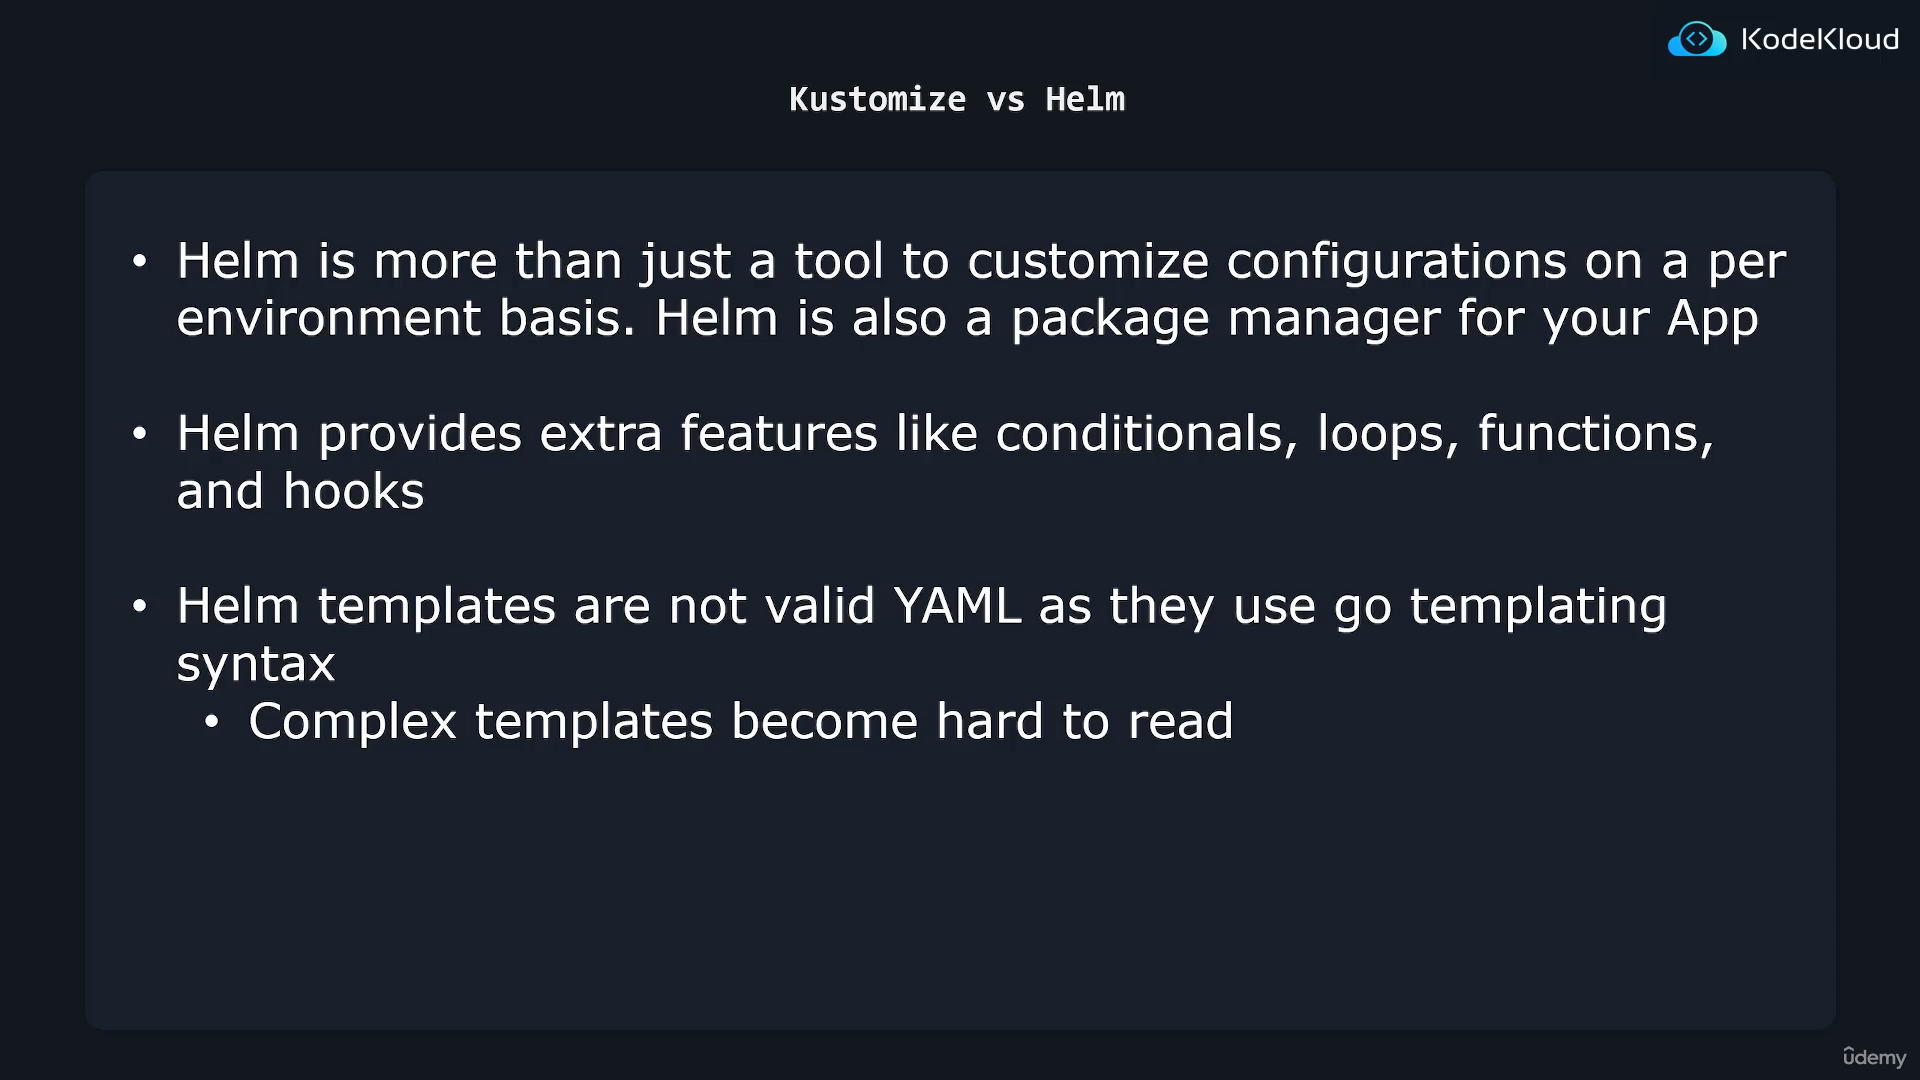 KodeKloud
Kustomize vs Helm
• Helm is more than just a tool to customize configurations on a per
environment basis. Helm is also a package manager for your App
• Helm provides extra features like conditionals, loops, functions,
and hooks
• Helm templates are not valid YAML as they use go templating
syntax
• Complex templates become hard to read
ûdemy